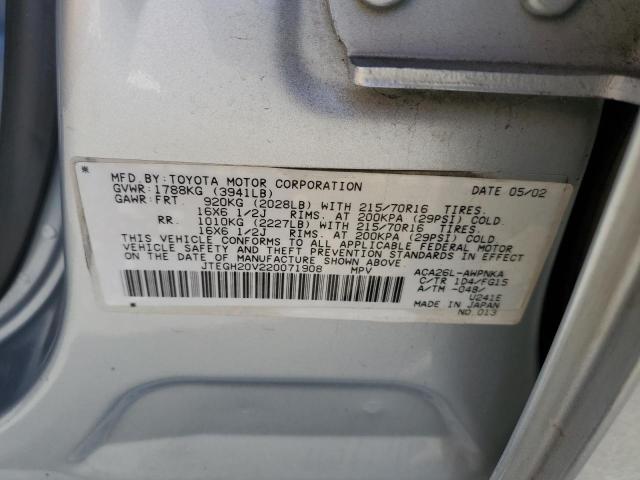 * MFD.BY:TOYOTA MOTOR CORPORATION DATE 05/02
GVWR:1788KG (3941LB)
GAWR:FRT. 920KG (2028LB) WITH 215/70R16 TIRES.
16X6 1/2J RIMS. AT 200KPA (29PSI) COLD
RR. 1010KG (2227LB) WITH 215/70R16 TIRES.
16X6 1/2J RIMS. AT 200KPA (29PSI) COLD
THIS VEHICLE CONFORMS TO ALL APPLICABLE FEDERAL MOTOR
VEHICLE SAFETY AND THEFT PREVENTION STANDARDS IN EFFECT
ON THE DATE OF MANUFACTURE SHOWN ABOVE.
JTEGH20V220071908 MPV
ACA26L-AWPNKA
C/TR 1D4/FG15
A/TM -048/
U241E
MADE IN JAPAN
NO.013 *